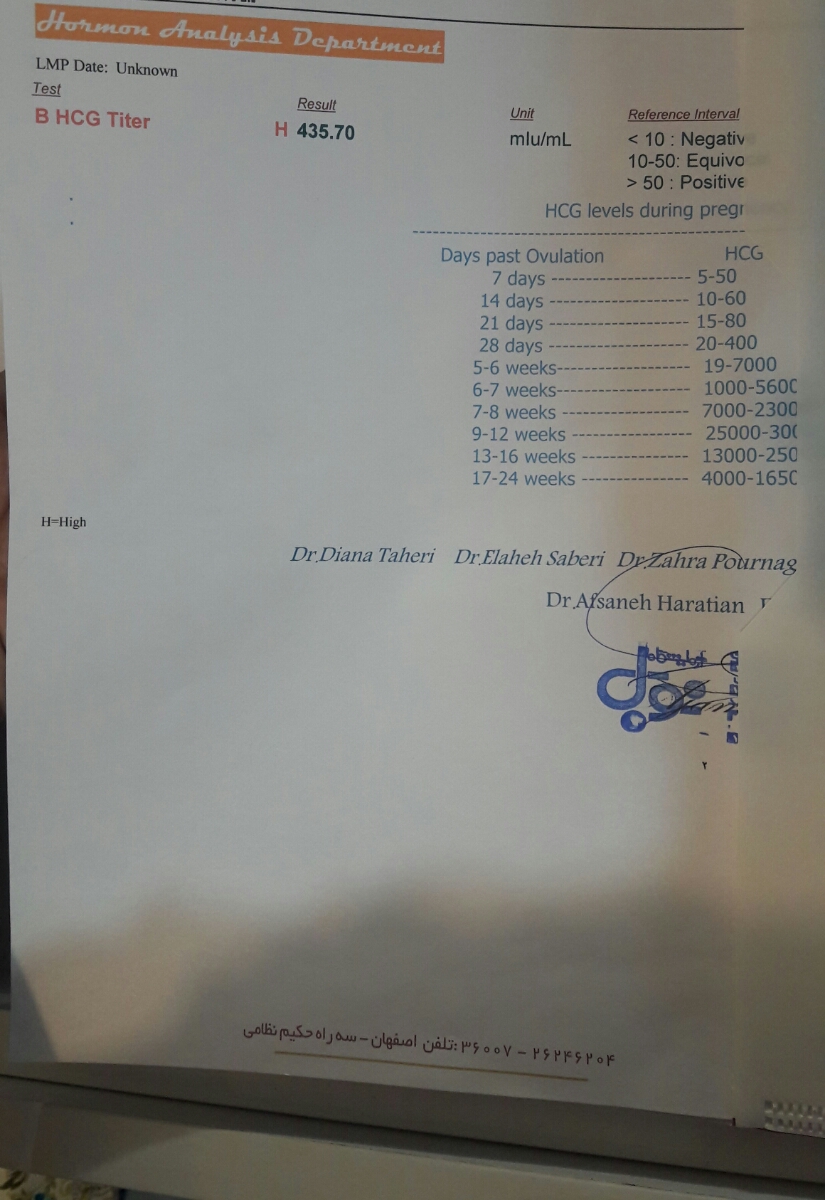 Hormon Analysis Department
LMP Date: Unknown
Test Result Unit Reference Interval
B HCG Titer H 435.70 mlu/mL < 10 : Negativ
10-50: Equivo
> 50 : Positive
HCG levels during pregr
Days past Ovulation HCG
7 days -------------------- 5-50
14 days -------------------- 10-60
21 days -------------------- 15-80
28 days -------------------- 20-400
5-6 weeks------------------- 19-7000
6-7 weeks------------------- 1000-5600
7-8 weeks ------------------ 7000-2300
9-12 weeks ----------------- 25000-300
13-16 weeks ---------------- 13000-250
17-24 weeks ---------------- 4000-1650
H=High
Dr.Diana Taheri Dr.Elaheh Saberi Dr.Zahra Pournag
Dr.Afsaneh Haratian
۲
تلفن اصفهان - سه راه حکیم نظامی: ۳۶۰۰۷ - ۲۶۲۴۶۲۰۴